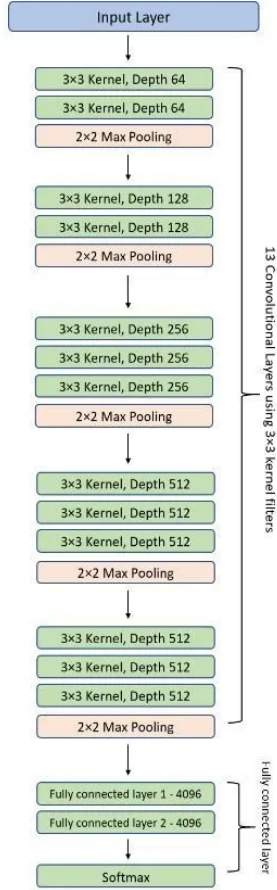 Input Layer
3×3 Kernel, Depth 64
3×3 Kernel, Depth 64
2×2 Max Pooling
3×3 Kernel, Depth 128
3×3 Kernel, Depth 128
2×2 Max Pooling
3×3 Kernel, Depth 256
3×3 Kernel, Depth 256
3×3 Kernel, Depth 256
2×2 Max Pooling
3×3 Kernel, Depth 512
3×3 Kernel, Depth 512
3×3 Kernel, Depth 512
2×2 Max Pooling
3×3 Kernel, Depth 512
3×3 Kernel, Depth 512
3×3 Kernel, Depth 512
2×2 Max Pooling
13 Convolutional Layers using 3×3 kernel filters
Fully connected layer 1 - 4096
Fully connected layer 2 - 4096
Softmax
Fully connected layer